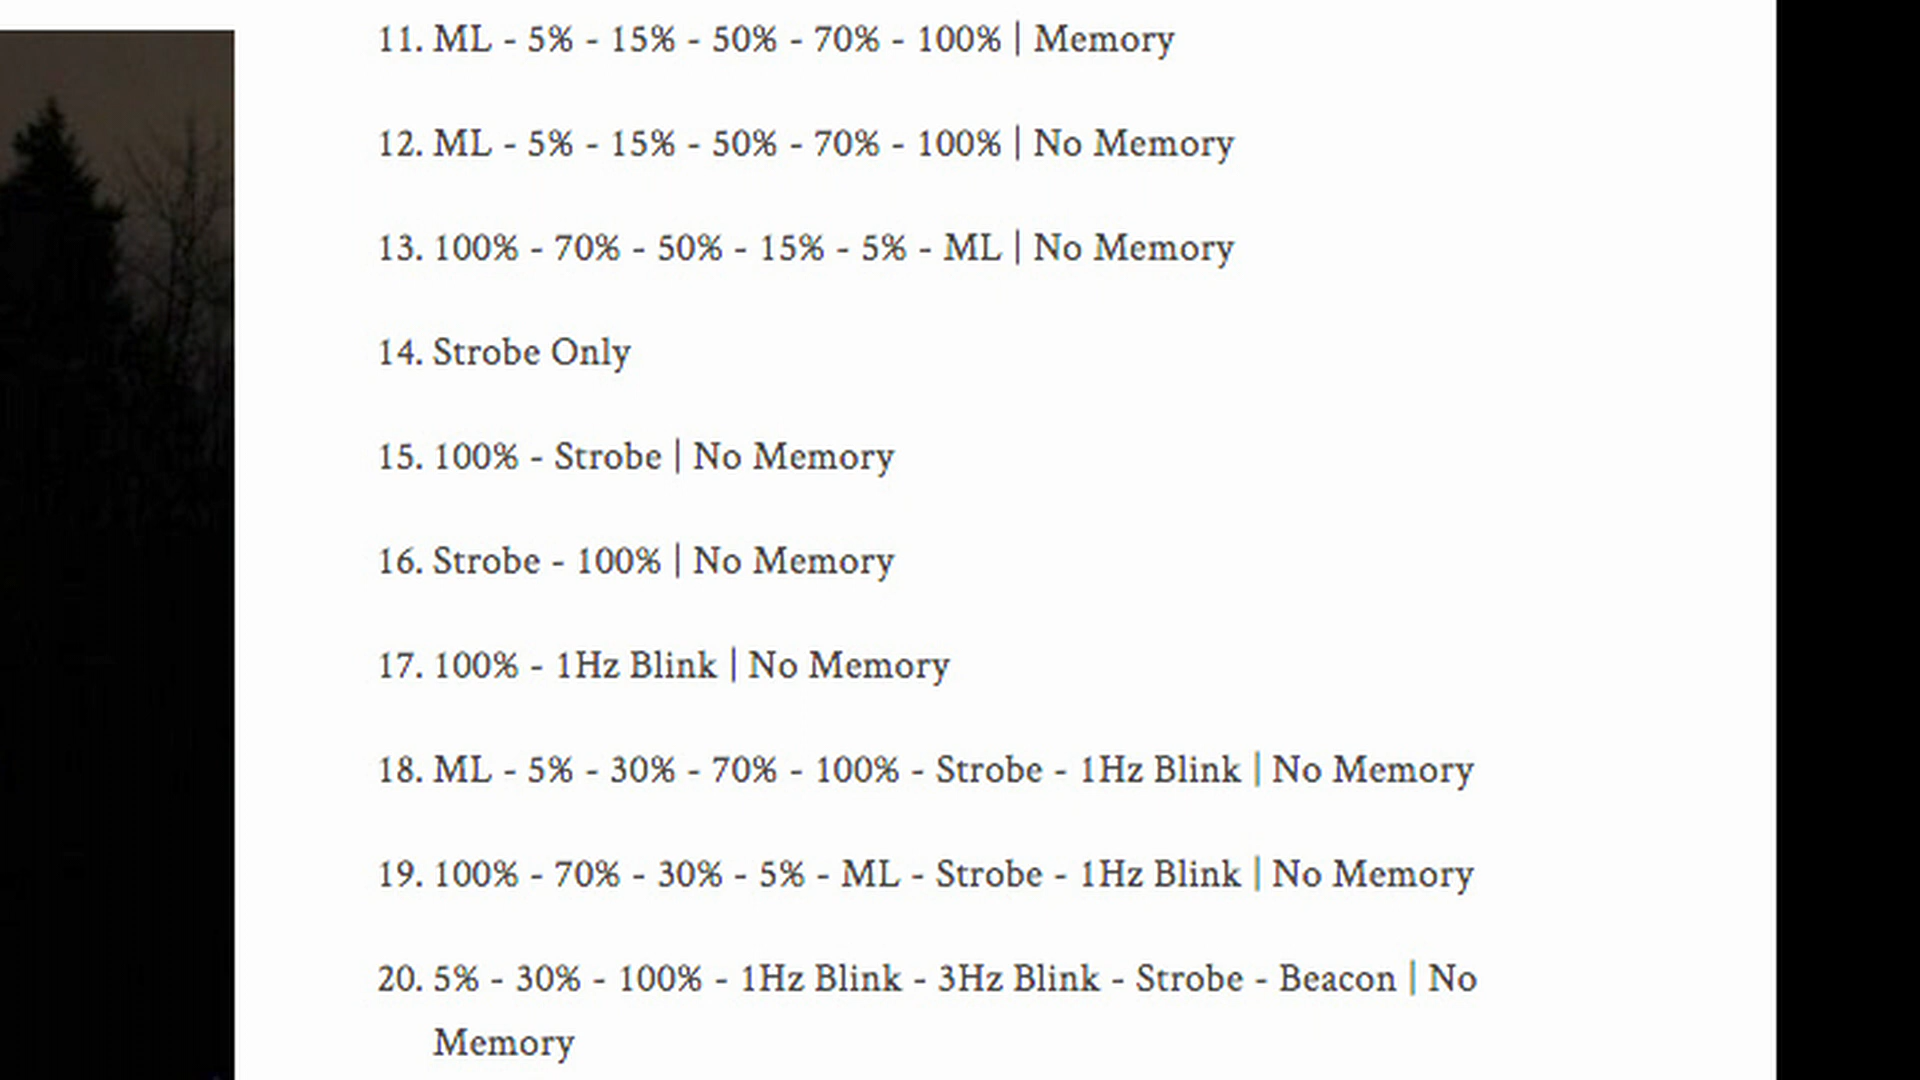 11. ML - 5% - 15% - 50% - 70% - 100% | Memory
12. ML - 5% - 15% - 50% - 70% - 100% | No Memory
13. 100% - 70% - 50% - 15% - 5% - ML | No Memory
14. Strobe Only
15. 100% - Strobe | No Memory
16. Strobe - 100% | No Memory
17. 100% - 1Hz Blink | No Memory
18. ML - 5% - 30% - 70% - 100% - Strobe - 1Hz Blink | No Memory
19. 100% - 70% - 30% - 5% - ML - Strobe - 1Hz Blink | No Memory
20. 5% - 30% - 100% - 1Hz Blink - 3Hz Blink - Strobe - Beacon | No
Memory